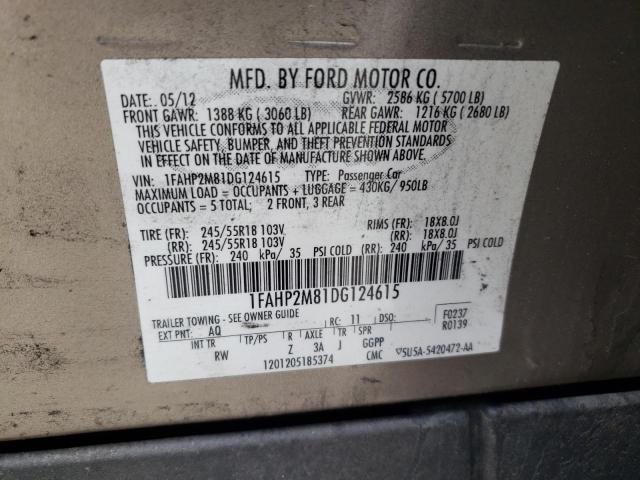 MFD. BY FORD MOTOR CO.
DATE: 05/12 GVWR: 2586 KG ( 5700 LB)
FRONT GAWR: 1388 KG ( 3060 LB) REAR GAWR: 1216 KG ( 2680 LB)
THIS VEHICLE CONFORMS TO ALL APPLICABLE FEDERAL MOTOR
VEHICLE SAFETY, BUMPER, AND THEFT PREVENTION STANDARDS
IN EFFECT ON THE DATE OF MANUFACTURE SHOWN ABOVE.
VIN: 1FAHP2M81DG124615 TYPE: Passenger Car
MAXIMUM LOAD = OCCUPANTS + LUGGAGE = 430KG/ 950LB
OCCUPANTS = 5 TOTAL; 2 FRONT, 3 REAR
TIRE (FR): 245/55R18 103V RIMS (FR): 18X8.0J
(RR): 245/55R18 103V (RR): 18X8.0J
PRESSURE (FR): 240 kPa/ 35 PSI COLD (RR): 240 kPa/ 35 PSI COLD
1FAHP2M81DG124615
TRAILER TOWING - SEE OWNER GUIDE F0237
EXT PNT: AQ RC: 11 DSO: R0139
INT TR TP/PS R AXLE TR SPR
RW Z 3A J GGPP
1201205185374 CMC 5U5A-5420472-AA